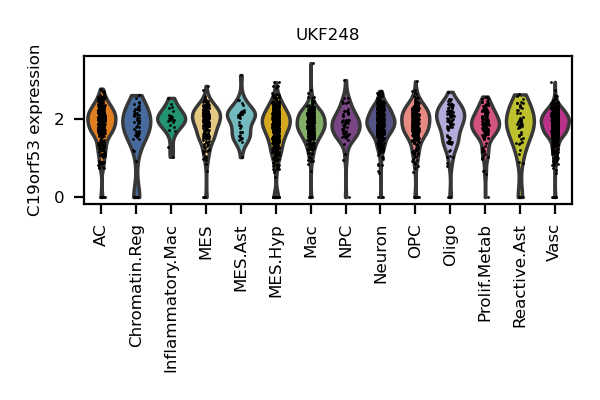 UKF248
C19orf53 expression
2
0
AC
Chromatin.Reg
Inflammatory.Mac
MES
MES.Ast
MES.Hyp
Mac
NPC
Neuron
OPC
Oligo
Prolif.Metab
Reactive.Ast
Vasc